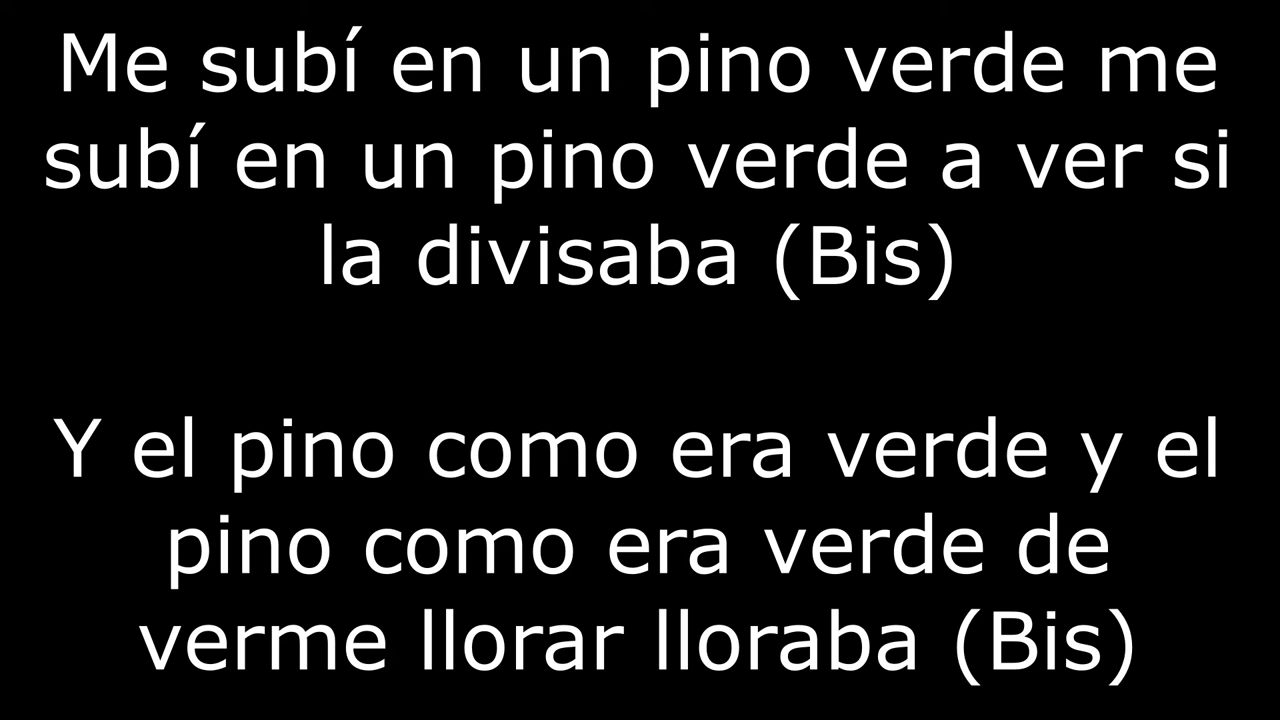 Me subí en un pino verde me
subí en un pino verde a ver si
la divisaba (Bis)
Y el pino como era verde y el
pino como era verde de
verme llorar lloraba (Bis)